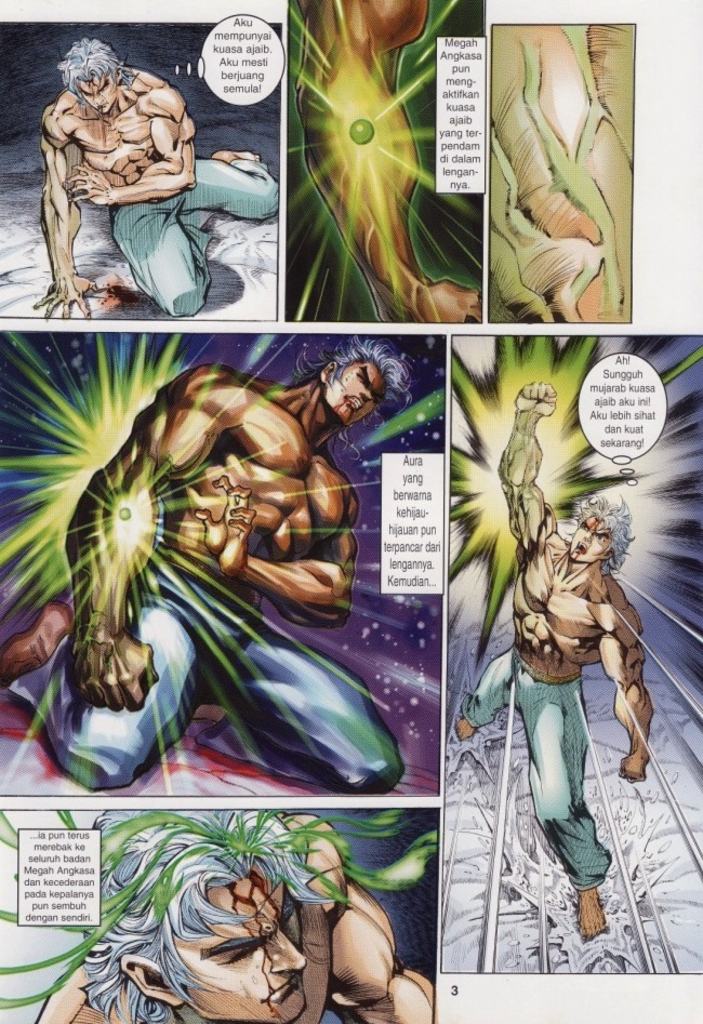 Aku
mempunyai
kuasa ajaib.
Aku mesti
berjuang
semula!
Megah
Angkasa
pun
meng-
aktifkan
kuasa
ajaib
yang ter-
pendam
di dalam
lengan-
nya.
Aura
yang
berwarna
kehijau-
hijauan pun
terpancar dari
lengannya.
Kemudian...
Ah!
Sungguh
mujarab kuasa
ajaib aku ini!
Aku lebih sihat
dan kuat
sekarang!
...ia pun terus
merebak ke
seluruh badan
Megah Angkasa
dan kecederaan
pada kepalanya
pun sembuh
dengan sendiri.
3